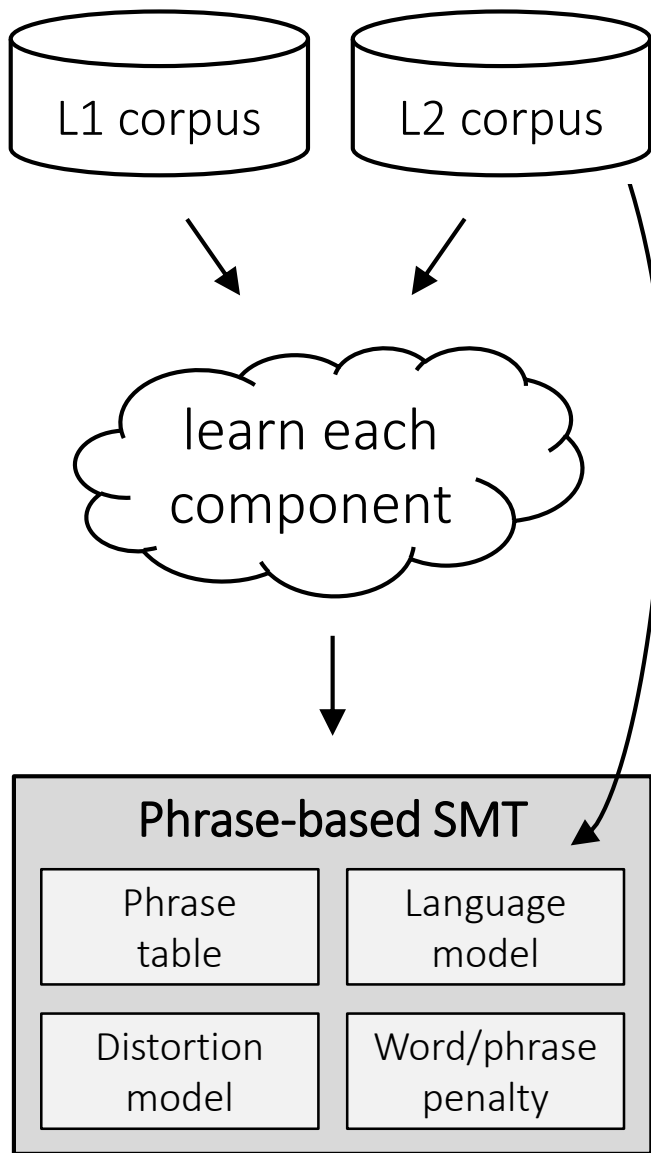 L1 corpus
L2 corpus
learn each
component
Phrase-based SMT
Phrase
table
Language
model
Distortion
model
Word/phrase
penalty